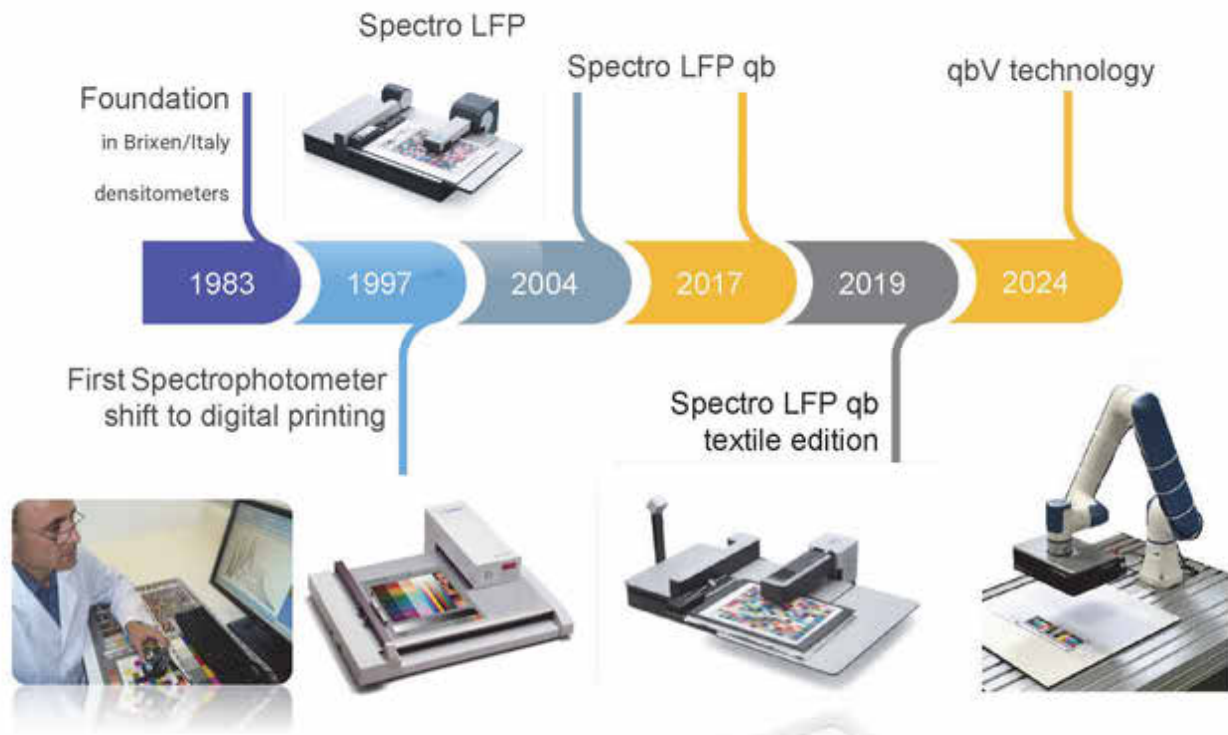 Spectro LFP
Foundation
in Brixen/Italy
densitometers
Spectro LFP qb
qbV technology
1983
1997
2004
2017
2019
2024
First Spectrophotometer
shift to digital printing
Spectro LFP qb
textile edition